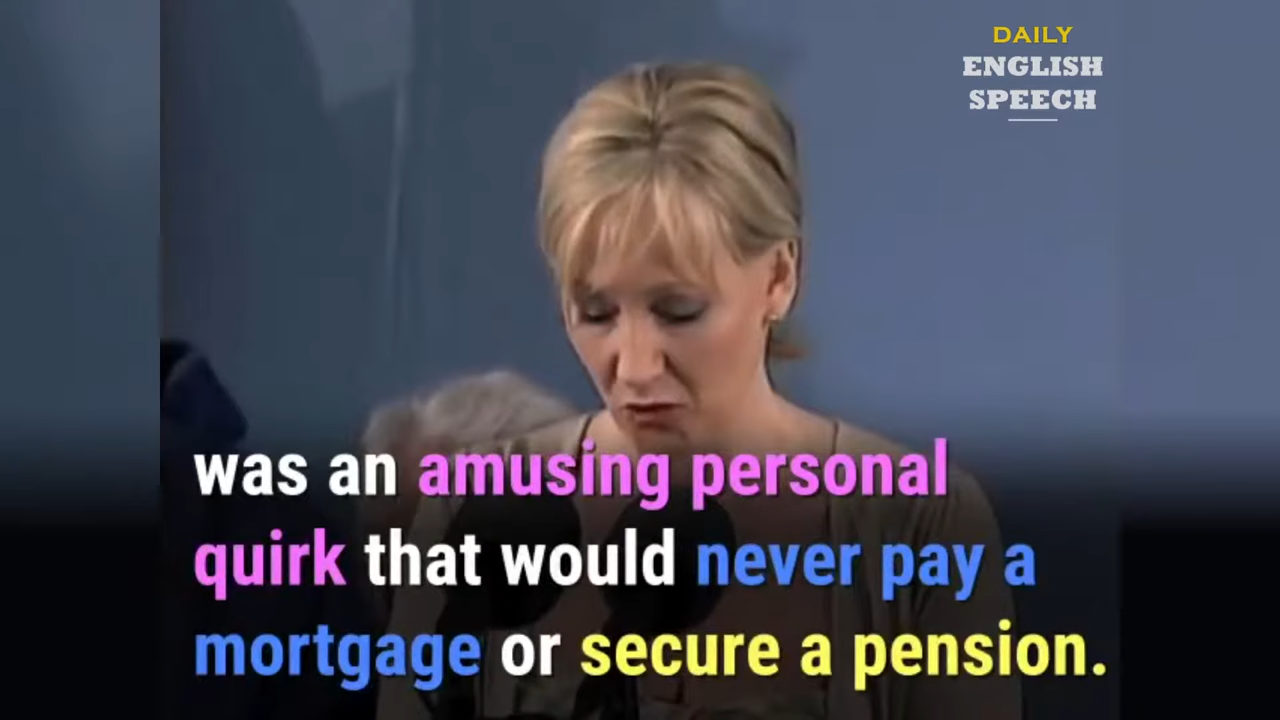 DAILY
ENGLISH
SPEECH
was an amusing personal
quirk that would never pay a
mortgage or secure a pension.